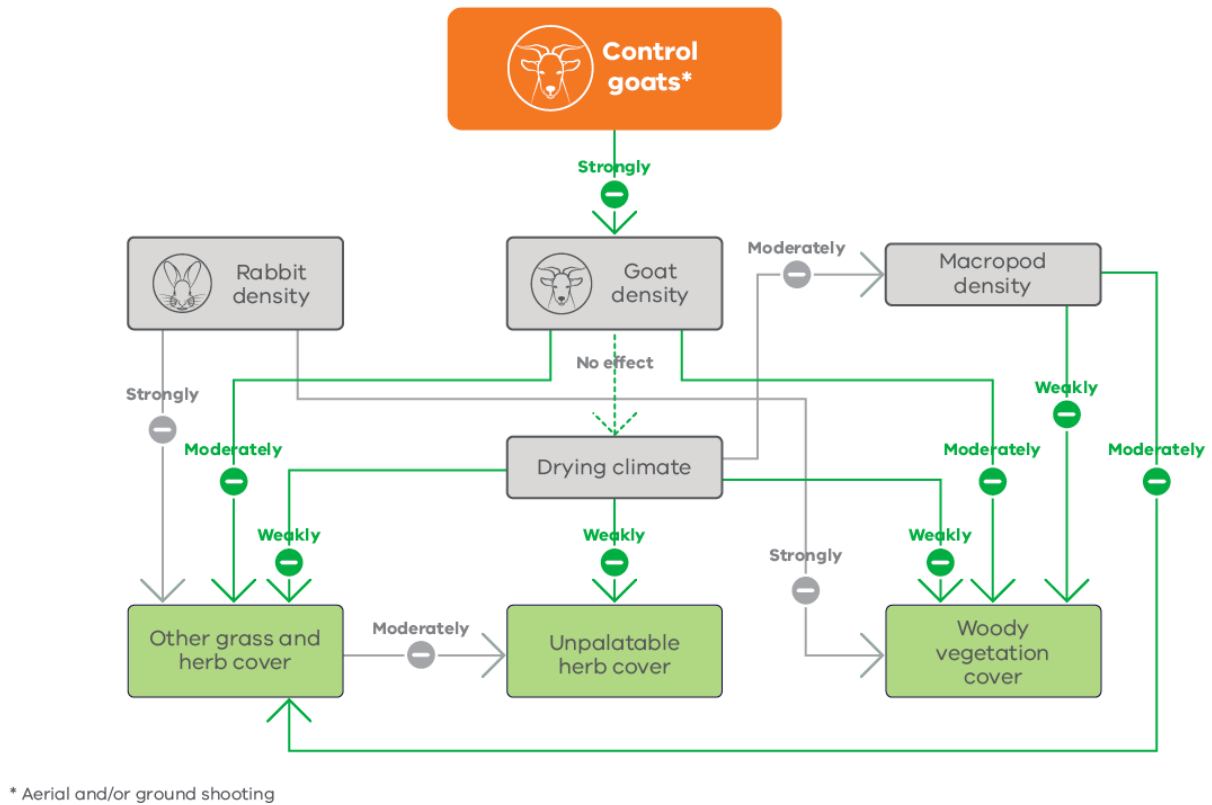 Control
goats*
Strongly
Rabbit
density
Goat
density
Moderately
Macropod
density
No effect
Strongly
Weakly
Moderately
Moderately
Moderately
Drying climate
Weakly
Weakly
Weakly
Strongly
Other grass and
herb cover
Moderately
Unpalatable
herb cover
Woody
vegetation
cover
* Aerial and/or ground shooting